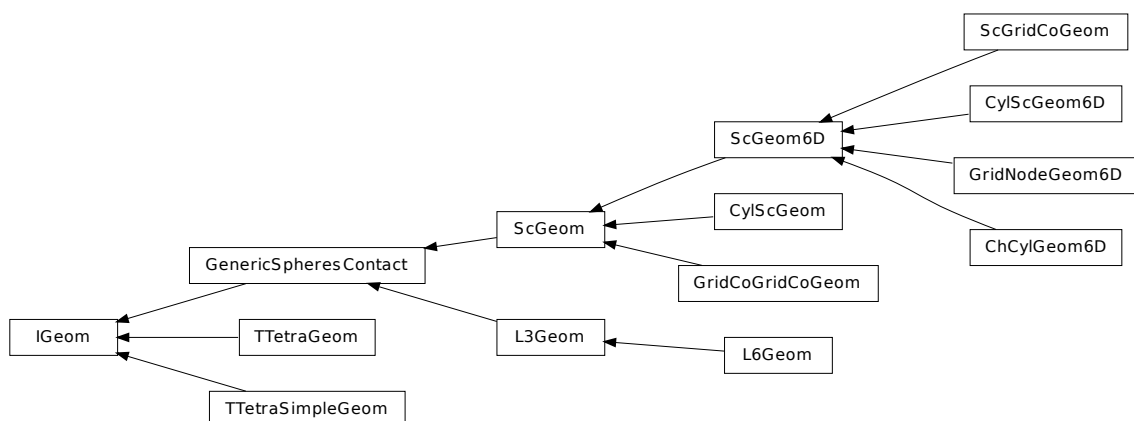 ScGridCoGeom
CylScGeom6D
ScGeom6D
GridNodeGeom6D
CylScGeom
ScGeom
ChCylGeom6D
GenericSpheresContact
GridCoGridCoGeom
IGeom
TTetraGeom
L3Geom
L6Geom
TTetraSimpleGeom